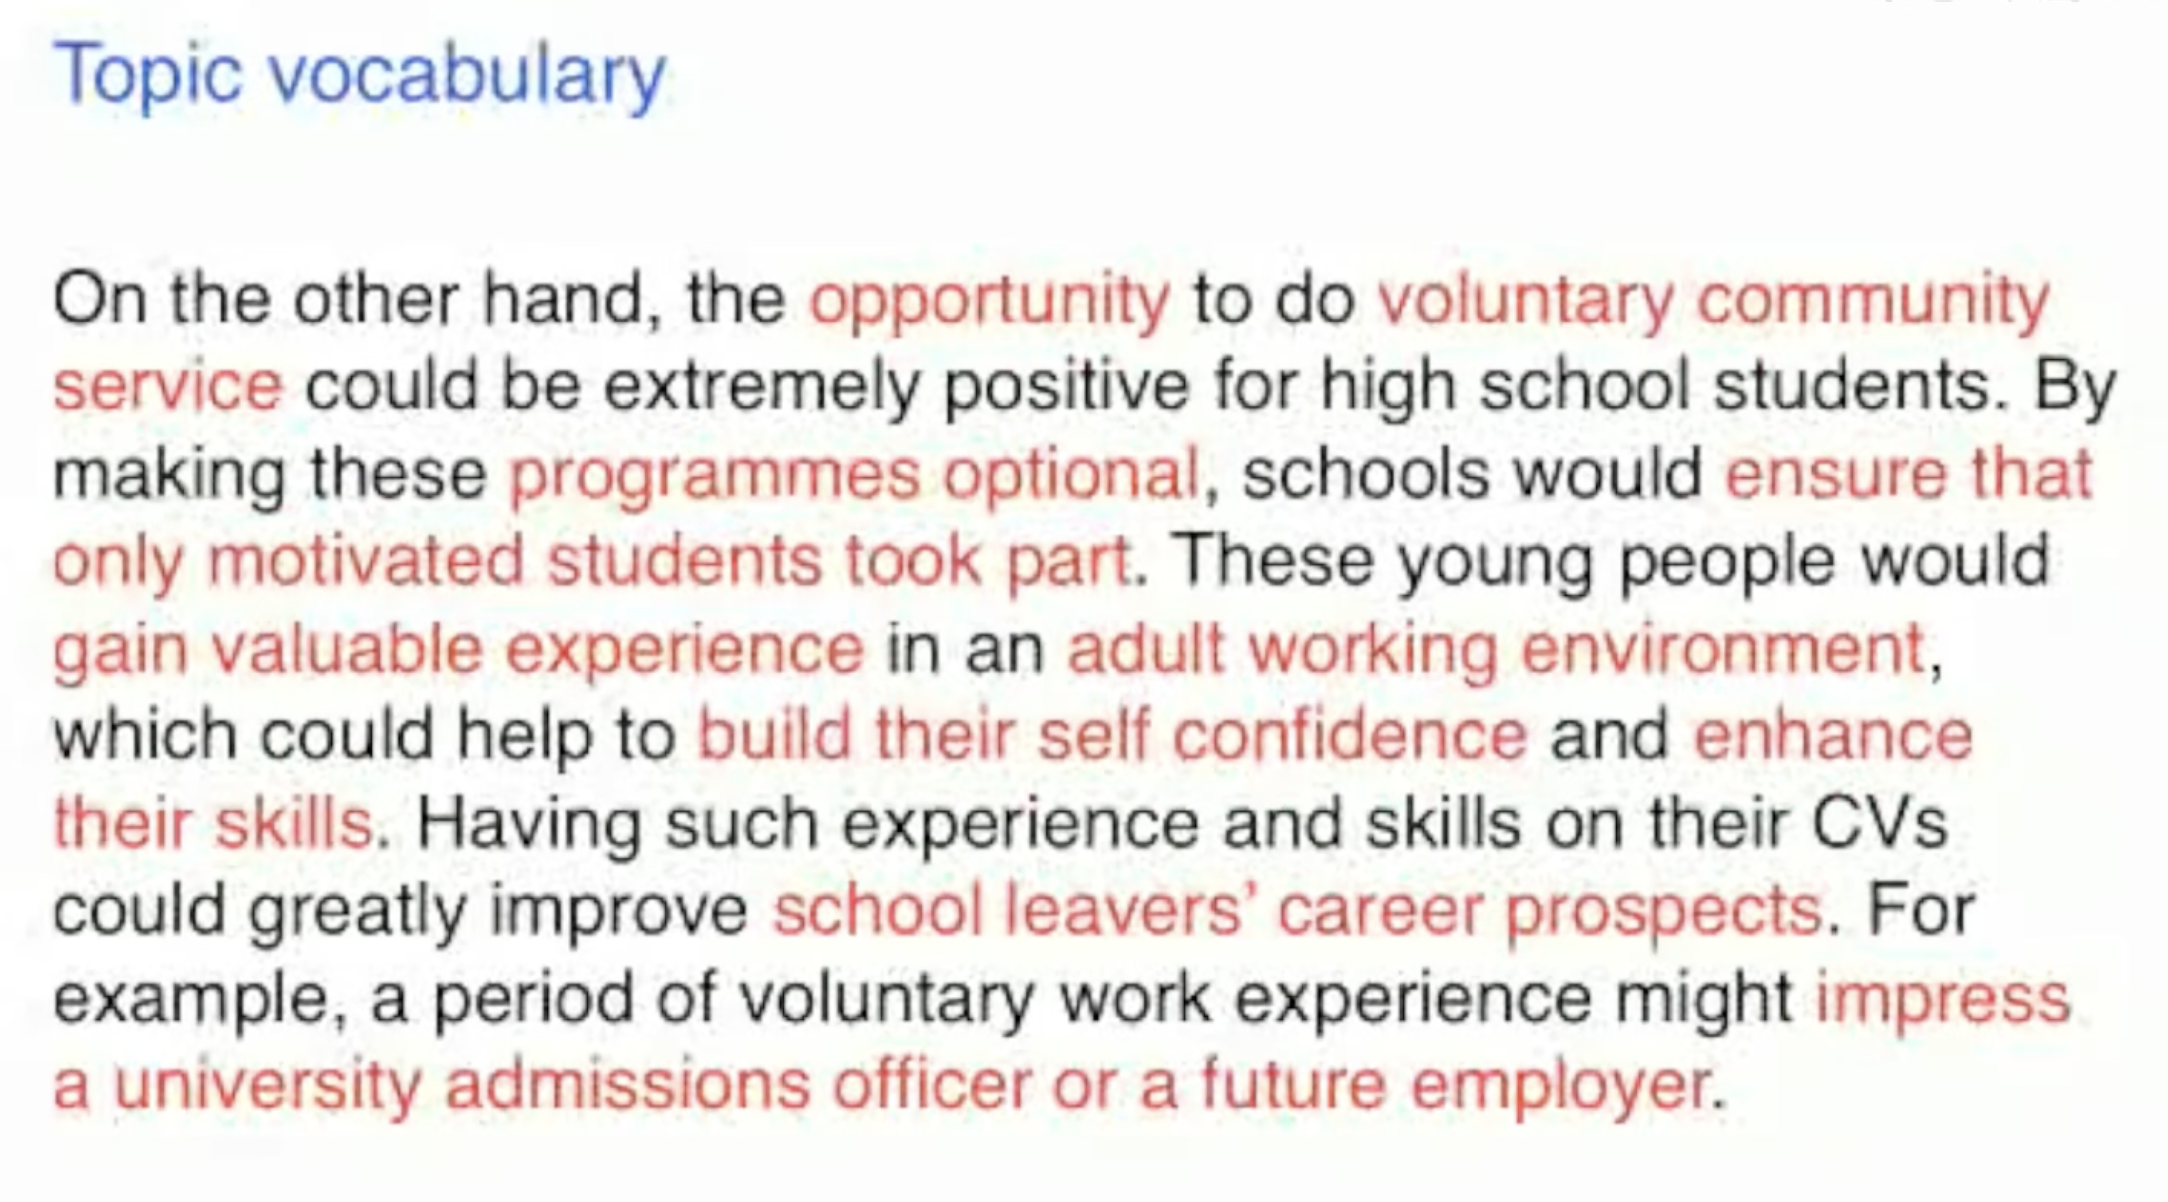 Topic vocabulary
On the other hand, the opportunity to do voluntary community
service could be extremely positive for high school students. By
making these programmes optional, schools would ensure that
only motivated students took part. These young people would
gain valuable experience in an adult working environment,
which could help to build their self confidence and enhance
their skills. Having such experience and skills on their CVs
could greatly improve school leavers' career prospects. For
example, a period of voluntary work experience might impress
a university admissions officer or a future employer.